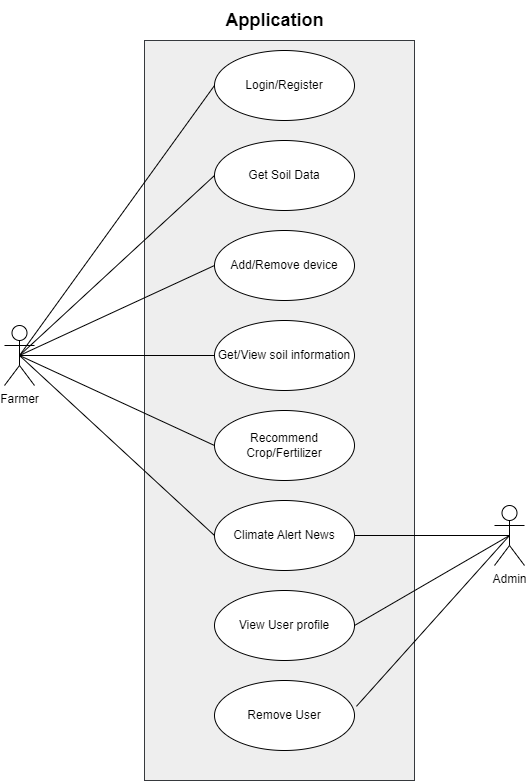 Application
Login/Register
Get Soil Data
Add/Remove device
Get/View soil information
Farmer
Recommend
Crop/Fertilizer
Climate Alert News
Admin
View User profile
Remove User